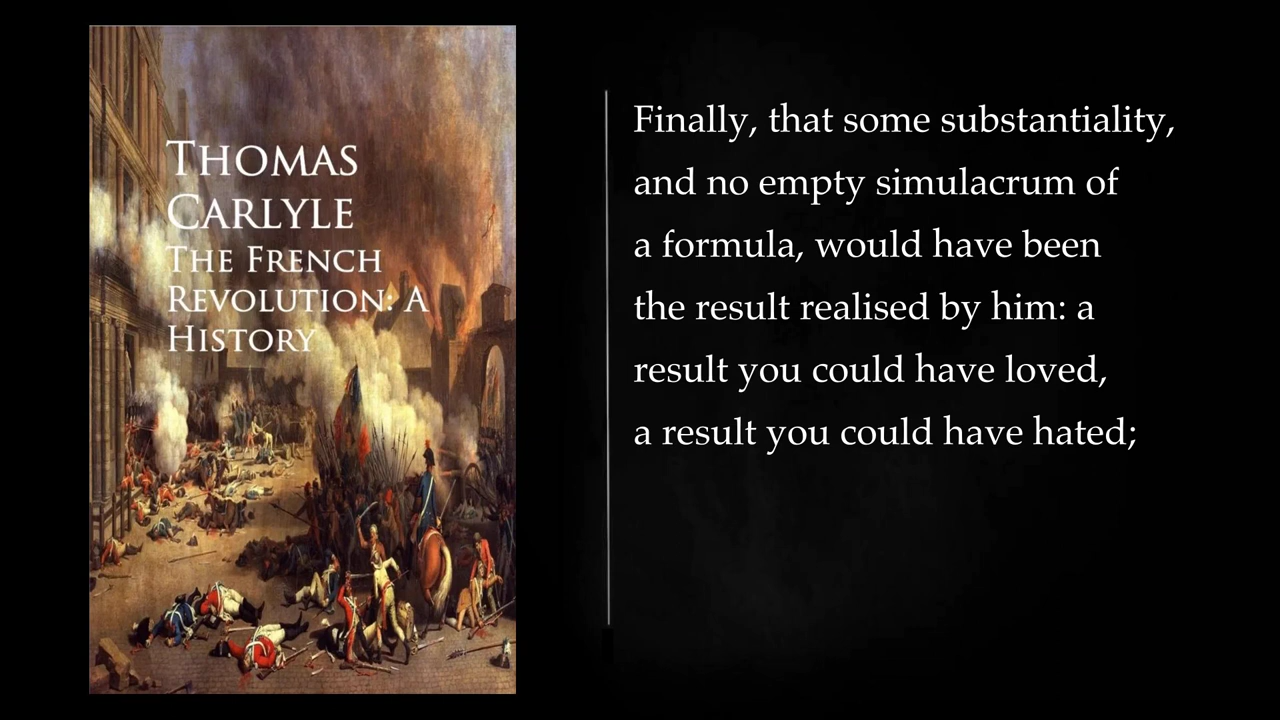 THOMAS
CARLYLE
THE FRENCH
REVOLUTION: A
HISTORY
Finally, that some substantiality,
and no empty simulacrum of
a formula, would have been
the result realised by him: a
result you could have loved,
a result you could have hated;